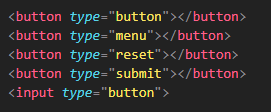 <button type="button"></button>
<button type="menu"></button>
<button type="reset"></button>
<button type="submit"></button>
<input type="button">